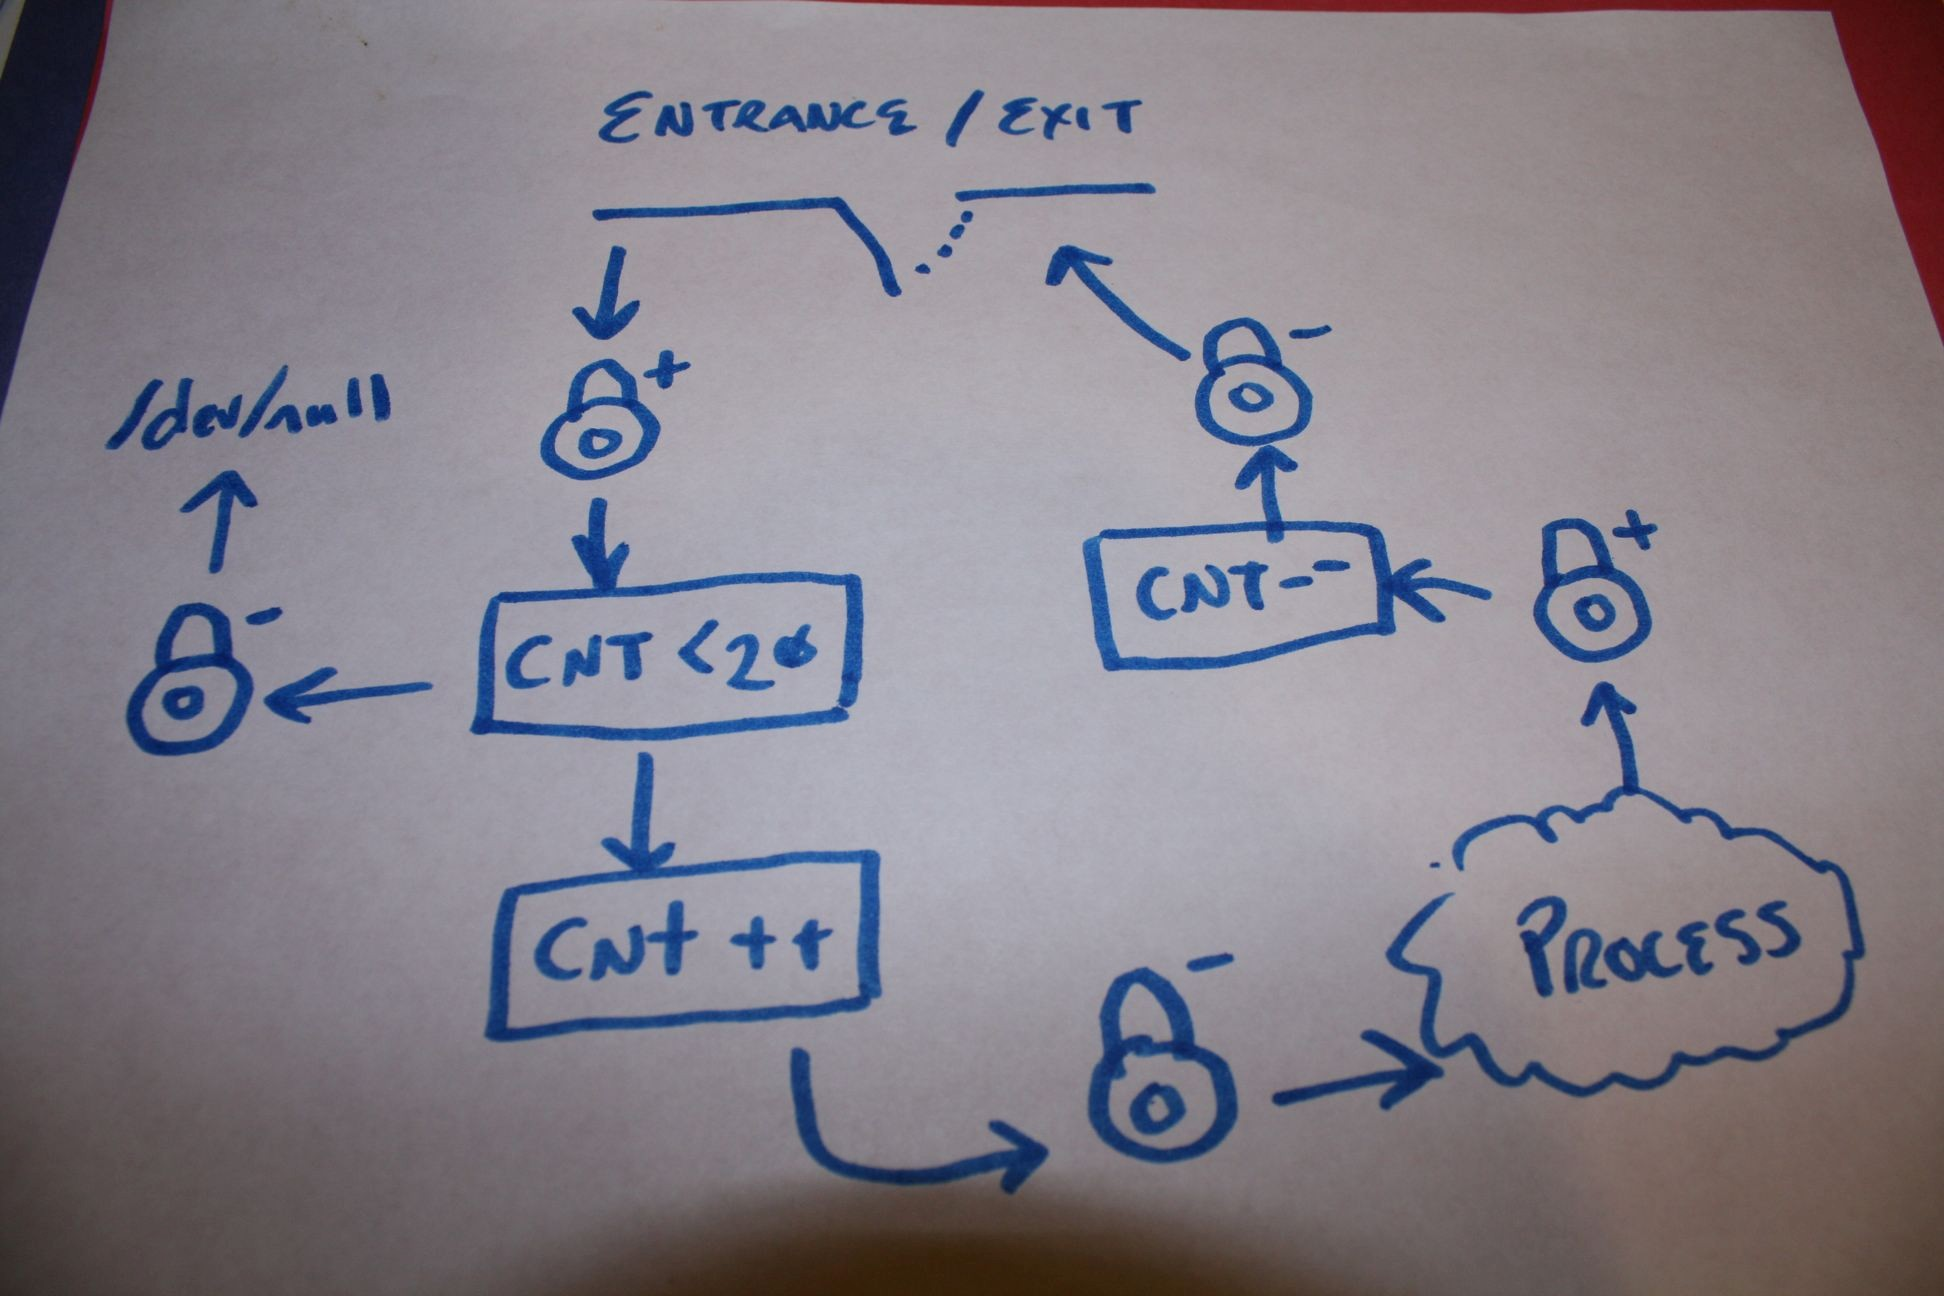 ENTRANCE / EXIT
+
-
/dev/null
+
-
CNT--
+
CNT <20
CNT ++
-
PROCESS